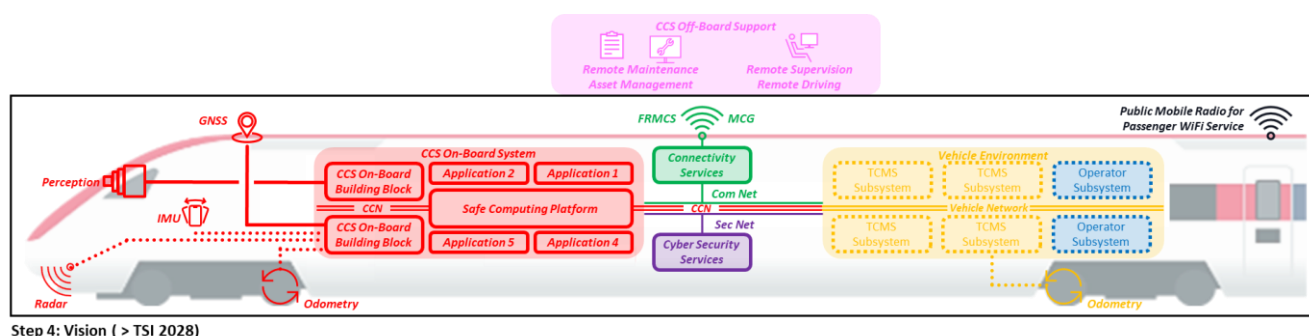 CCS Off-Board Support
Remote Maintenance
Asset Management
Remote Supervision
Remote Driving
GNSS
FRMCS
MCG
Public Mobile Radio for
Passenger WiFi Service
Perception
IMU
Radar
Odometry
CCS On-Board System
CCS On-Board
Building Block
Application 2
Application 1
CCN
Safe Computing Platform
CCS On-Board
Building Block
Application 5
Application 4
Connectivity
Services
Com Net
CCN
Sec Net
Cyber Security
Services
Vehicle Environment
TCMS
Subsystem
TCMS
Subsystem
Operator
Subsystem
Vehicle Network
TCMS
Subsystem
TCMS
Subsystem
Operator
Subsystem
Odometry
Step 4: Vision ( > TSI 2028)